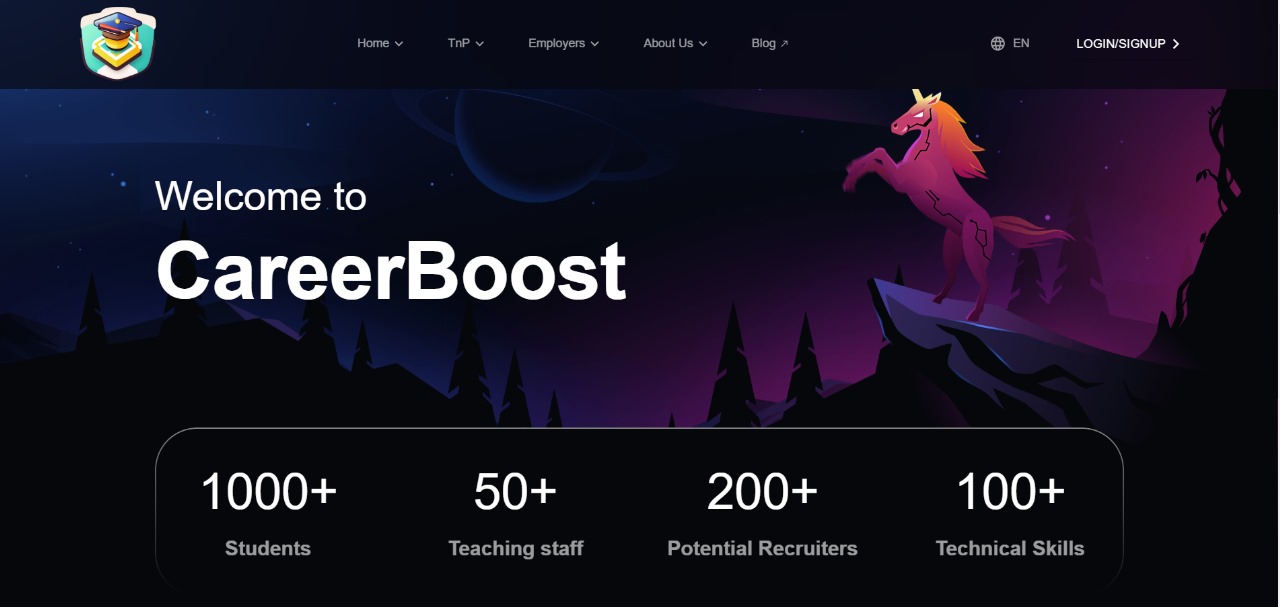 Home TnP Employers About Us Blog EN LOGIN/SIGNUP
Welcome to
CareerBoost
1000+ 50+ 200+ 100+
Students Teaching staff Potential Recruiters Technical Skills